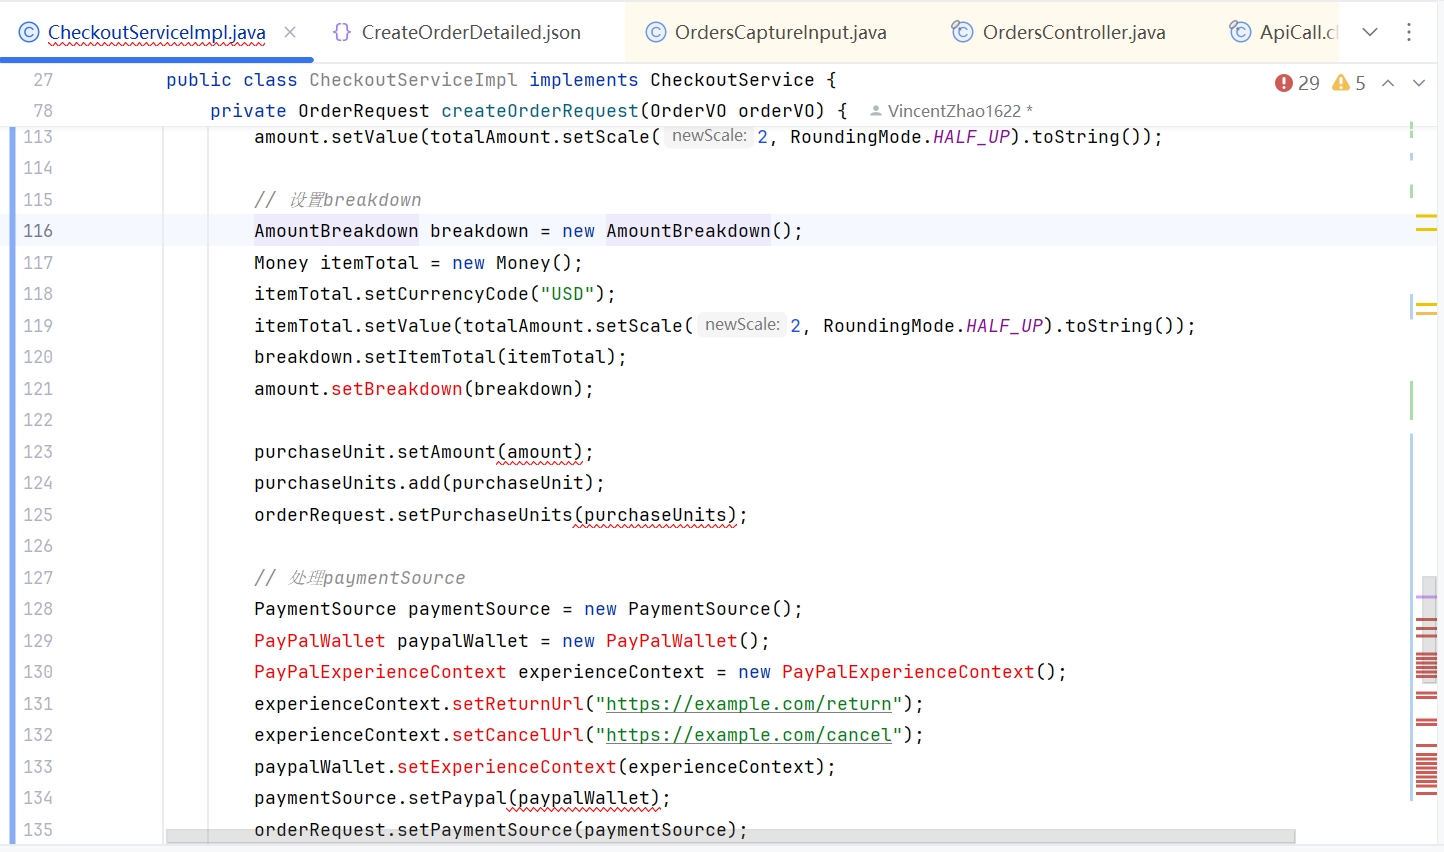 CheckoutServiceImpl.java CreateOrderDetailed.json OrdersCaptureInput.java OrdersController.java ApiCall.cl
27 public class CheckoutServiceImpl implements CheckoutService {
29 5
78 private OrderRequest createOrderRequest(OrderVO orderVO) { VincentZhao1622 *
113 amount.setValue(totalAmount.setScale( newScale: 2, RoundingMode.HALF_UP).toString());
114
115 // 设置breakdown
116 AmountBreakdown breakdown = new AmountBreakdown();
117 Money itemTotal = new Money();
118 itemTotal.setCurrencyCode("USD");
119 itemTotal.setValue(totalAmount.setScale( newScale: 2, RoundingMode.HALF_UP).toString());
120 breakdown.setItemTotal(itemTotal);
121 amount.setBreakdown(breakdown);
122
123 purchaseUnit.setAmount(amount);
124 purchaseUnits.add(purchaseUnit);
125 orderRequest.setPurchaseUnits(purchaseUnits);
126
127 // 处理paymentSource
128 PaymentSource paymentSource = new PaymentSource();
129 PayPalWallet paypalWallet = new PayPalWallet();
130 PayPalExperienceContext experienceContext = new PayPalExperienceContext();
131 experienceContext.setReturnUrl("https://example.com/return");
132 experienceContext.setCancelUrl("https://example.com/cancel");
133 paypalWallet.setExperienceContext(experienceContext);
134 paymentSource.setPaypal(paypalWallet);
135 orderRequest.setPaymentSource(paymentSource);